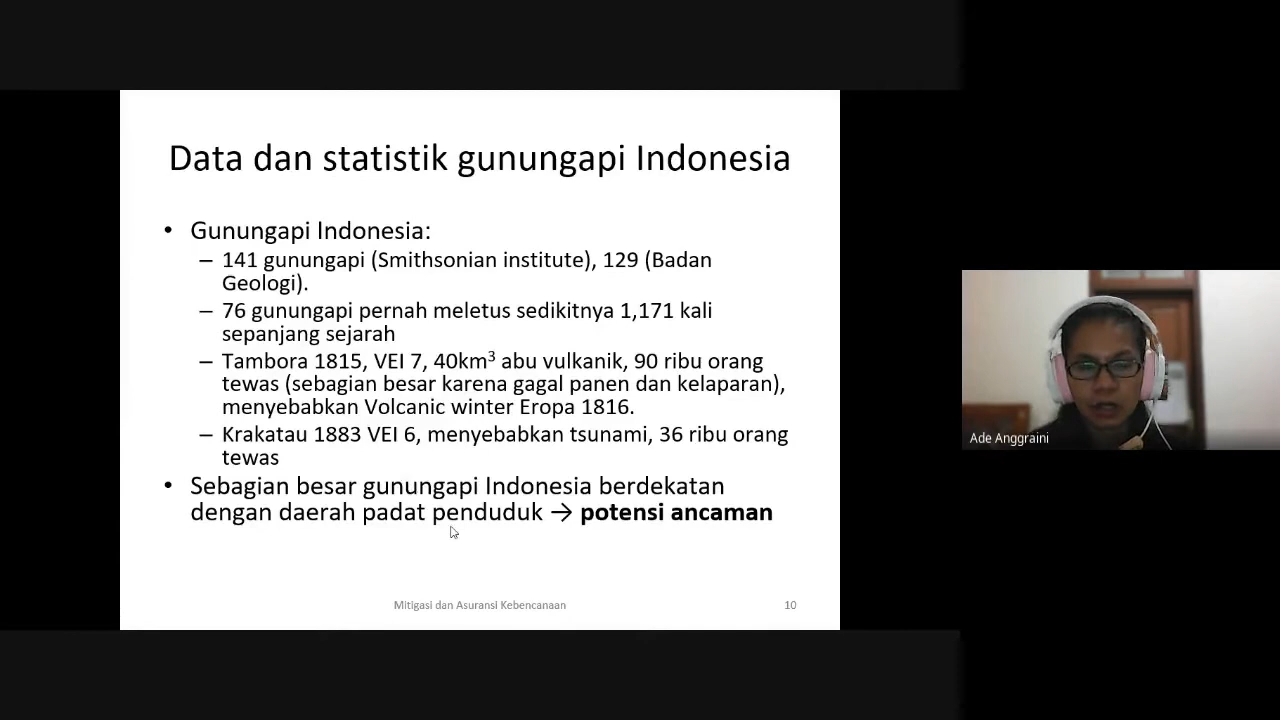 Data dan statistik gunungapi Indonesia
• Gunungapi Indonesia:
– 141 gunungapi (Smithsonian institute), 129 (Badan
Geologi).
– 76 gunungapi pernah meletus sedikitnya 1,171 kali
sepanjang sejarah
– Tambora 1815, VEI 7, 40km³ abu vulkanik, 90 ribu orang
tewas (sebagian besar karena gagal panen dan kelaparan),
menyebabkan Volcanic winter Eropa 1816.
– Krakatau 1883 VEI 6, menyebabkan tsunami, 36 ribu orang
tewas
• Sebagian besar gunungapi Indonesia berdekatan
dengan daerah padat penduduk → potensi ancaman
Mitigasi dan Asuransi Kebencanaan
10
Ade Anggraini